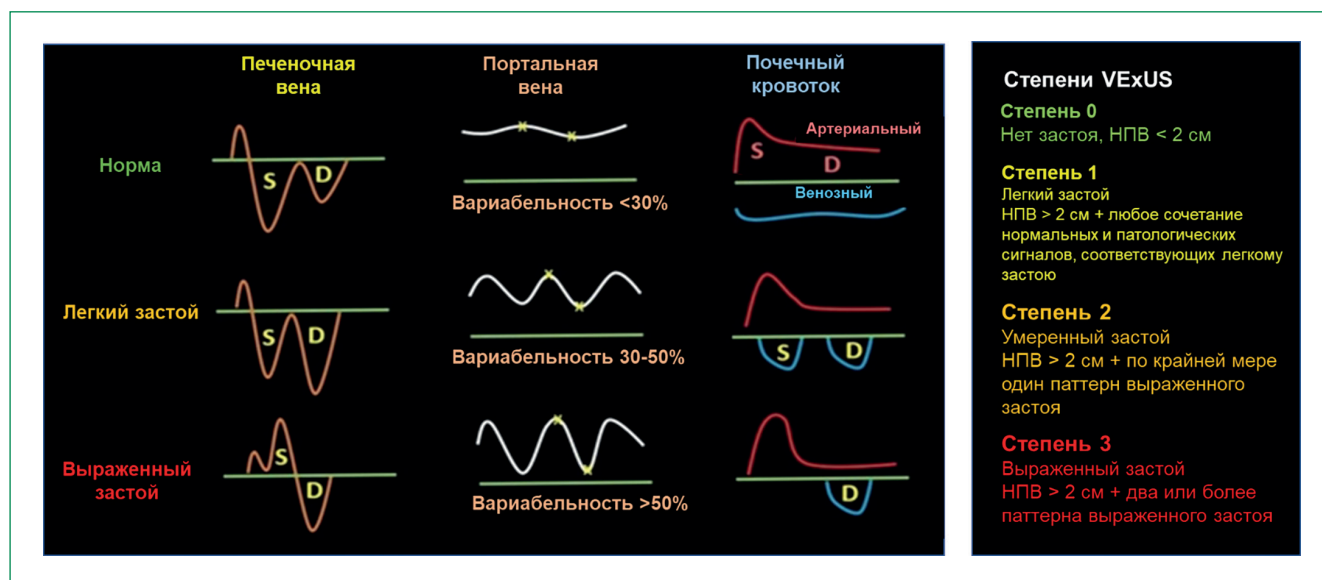 Печеночная
вена
Портальная
вена
Почечный
кровоток
Норма
S
D
Вариабельность <30%
Артериальный
S
D
Венозный
Легкий застой
S
D
Вариабельность 30-50%
S
D
Выраженный
застой
S
D
Вариабельность >50%
D
Степени VExUS
Степень 0
Нет застоя, НПВ < 2 см
Степень 1
Легкий застой
НПВ > 2 см + любое сочетание
нормальных и патологических
сигналов, соответствующих легкому
застою
Степень 2
Умеренный застой
НПВ > 2 см + по крайней мере
один паттерн выраженного
застоя
Степень 3
Выраженный застой
НПВ > 2 см + два или более
паттерна выраженного застоя